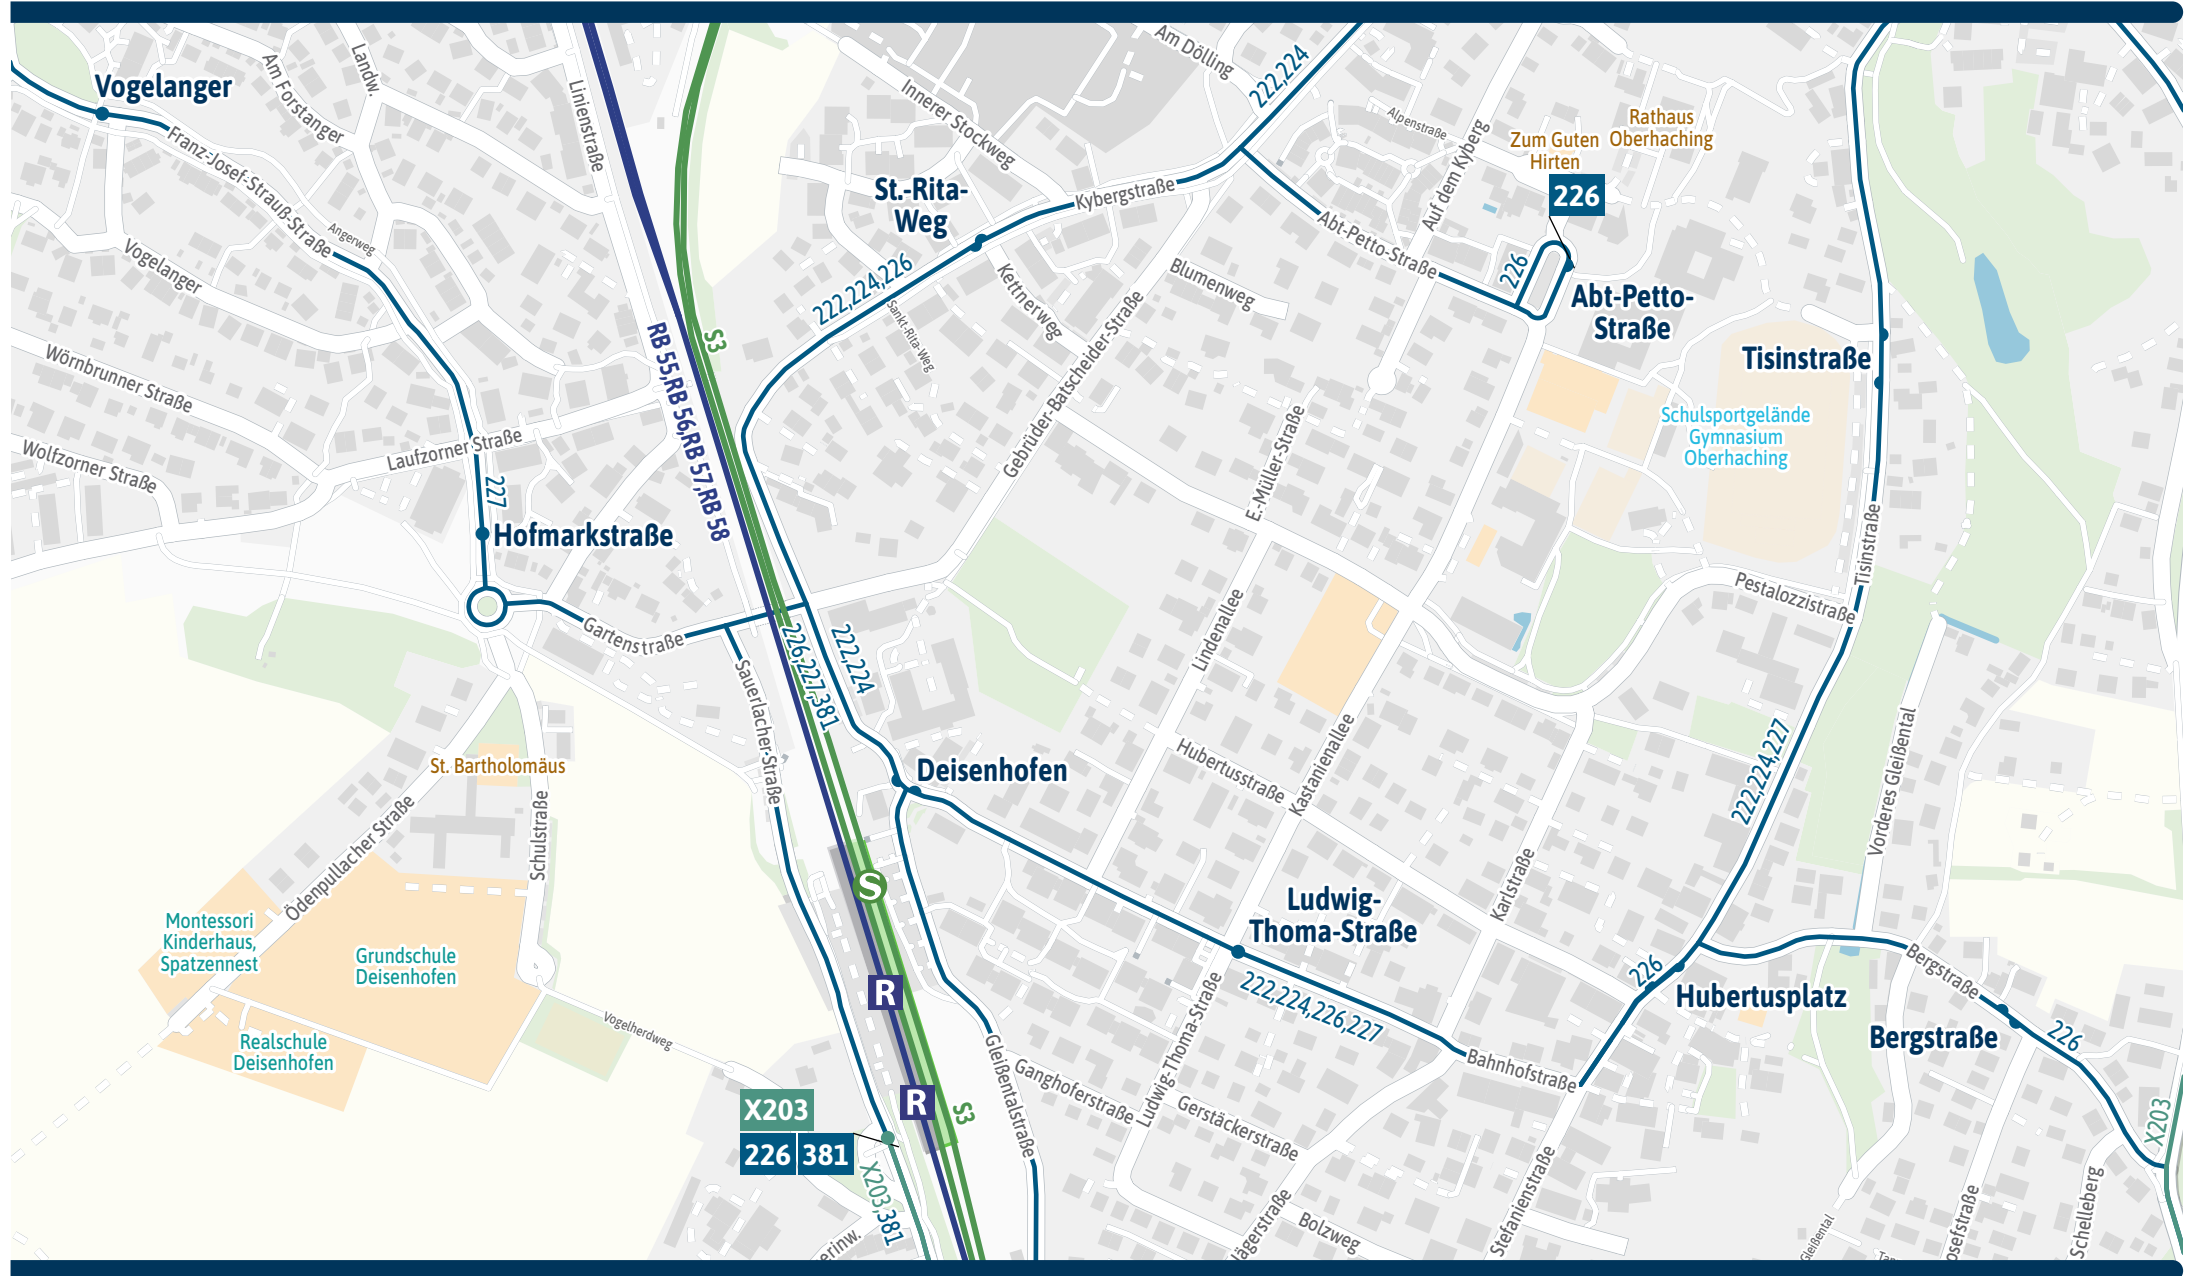 Vogelanger
Am Forstanger
Landw.
Linienstraße
Franz-Josef-Strauß-Straße
Angerweg
Vogelanger
Wörnbrunner Straße
Wolfzorner Straße
Laufzorner Straße
227
Hofmarkstraße
Gartenstraße
RB 55,RB 56,RB 57,RB 58
S3
Am Dölling
Innerer Stockweg
222,224
St.-Rita-
Weg
Kybergstraße
222,224,226
Sankt-Rita-Weg
Kettnerweg
Blumenweg
Gebrüder-Batscheider-Straße
Abt-Petto-Straße
Alpenstraße
Auf dem Kyberg
Zum Guten
Hirten
Rathaus
Oberhaching
226
226
Abt-Petto-
Straße
Tisinstraße
Schulsportgelände
Gymnasium
Oberhaching
Tisinstraße
Pestalozzistraße
E.-Müller-Straße
Lindenallee
Kastanienallee
Hubertusstraße
226,227,381
222,224
Sauerlacher-Straße
Deisenhofen
St. Bartholomäus
Schulstraße
Ödenpullacher Straße
Montessori
Kinderhaus,
Spatzennest
Grundschule
Deisenhofen
Realschule
Deisenhofen
Vogelherdweg
S
R
R
S3
X203
226
381
X203,381
Gleißentalstraße
Ganghoferstraße
Ludwig-Thoma-Straße
Gerstäckerstraße
Ludwig-
Thoma-Straße
222,224,226,227
Bahnhofstraße
Karlstraße
222,224,227
Vorderes Gleißental
226
Hubertusplatz
Bergstraße
Bergstraße
226
X203
Stefanienstraße
Jägerstraße
Bolzweg
Gleißental
osefstraße
Schelleberg
erinw.